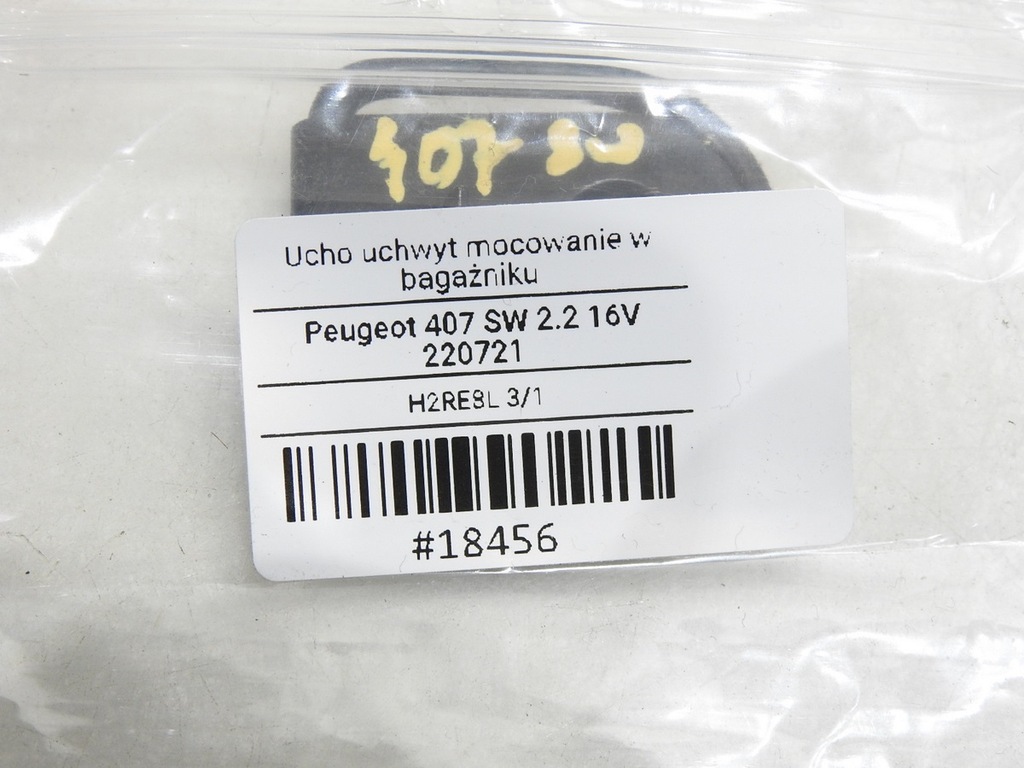 407 SW
Ucho uchwyt mocowanie w
bagażniku
Peugeot 407 SW 2.2 16V
220721
H2RE8L 3/1
#18456